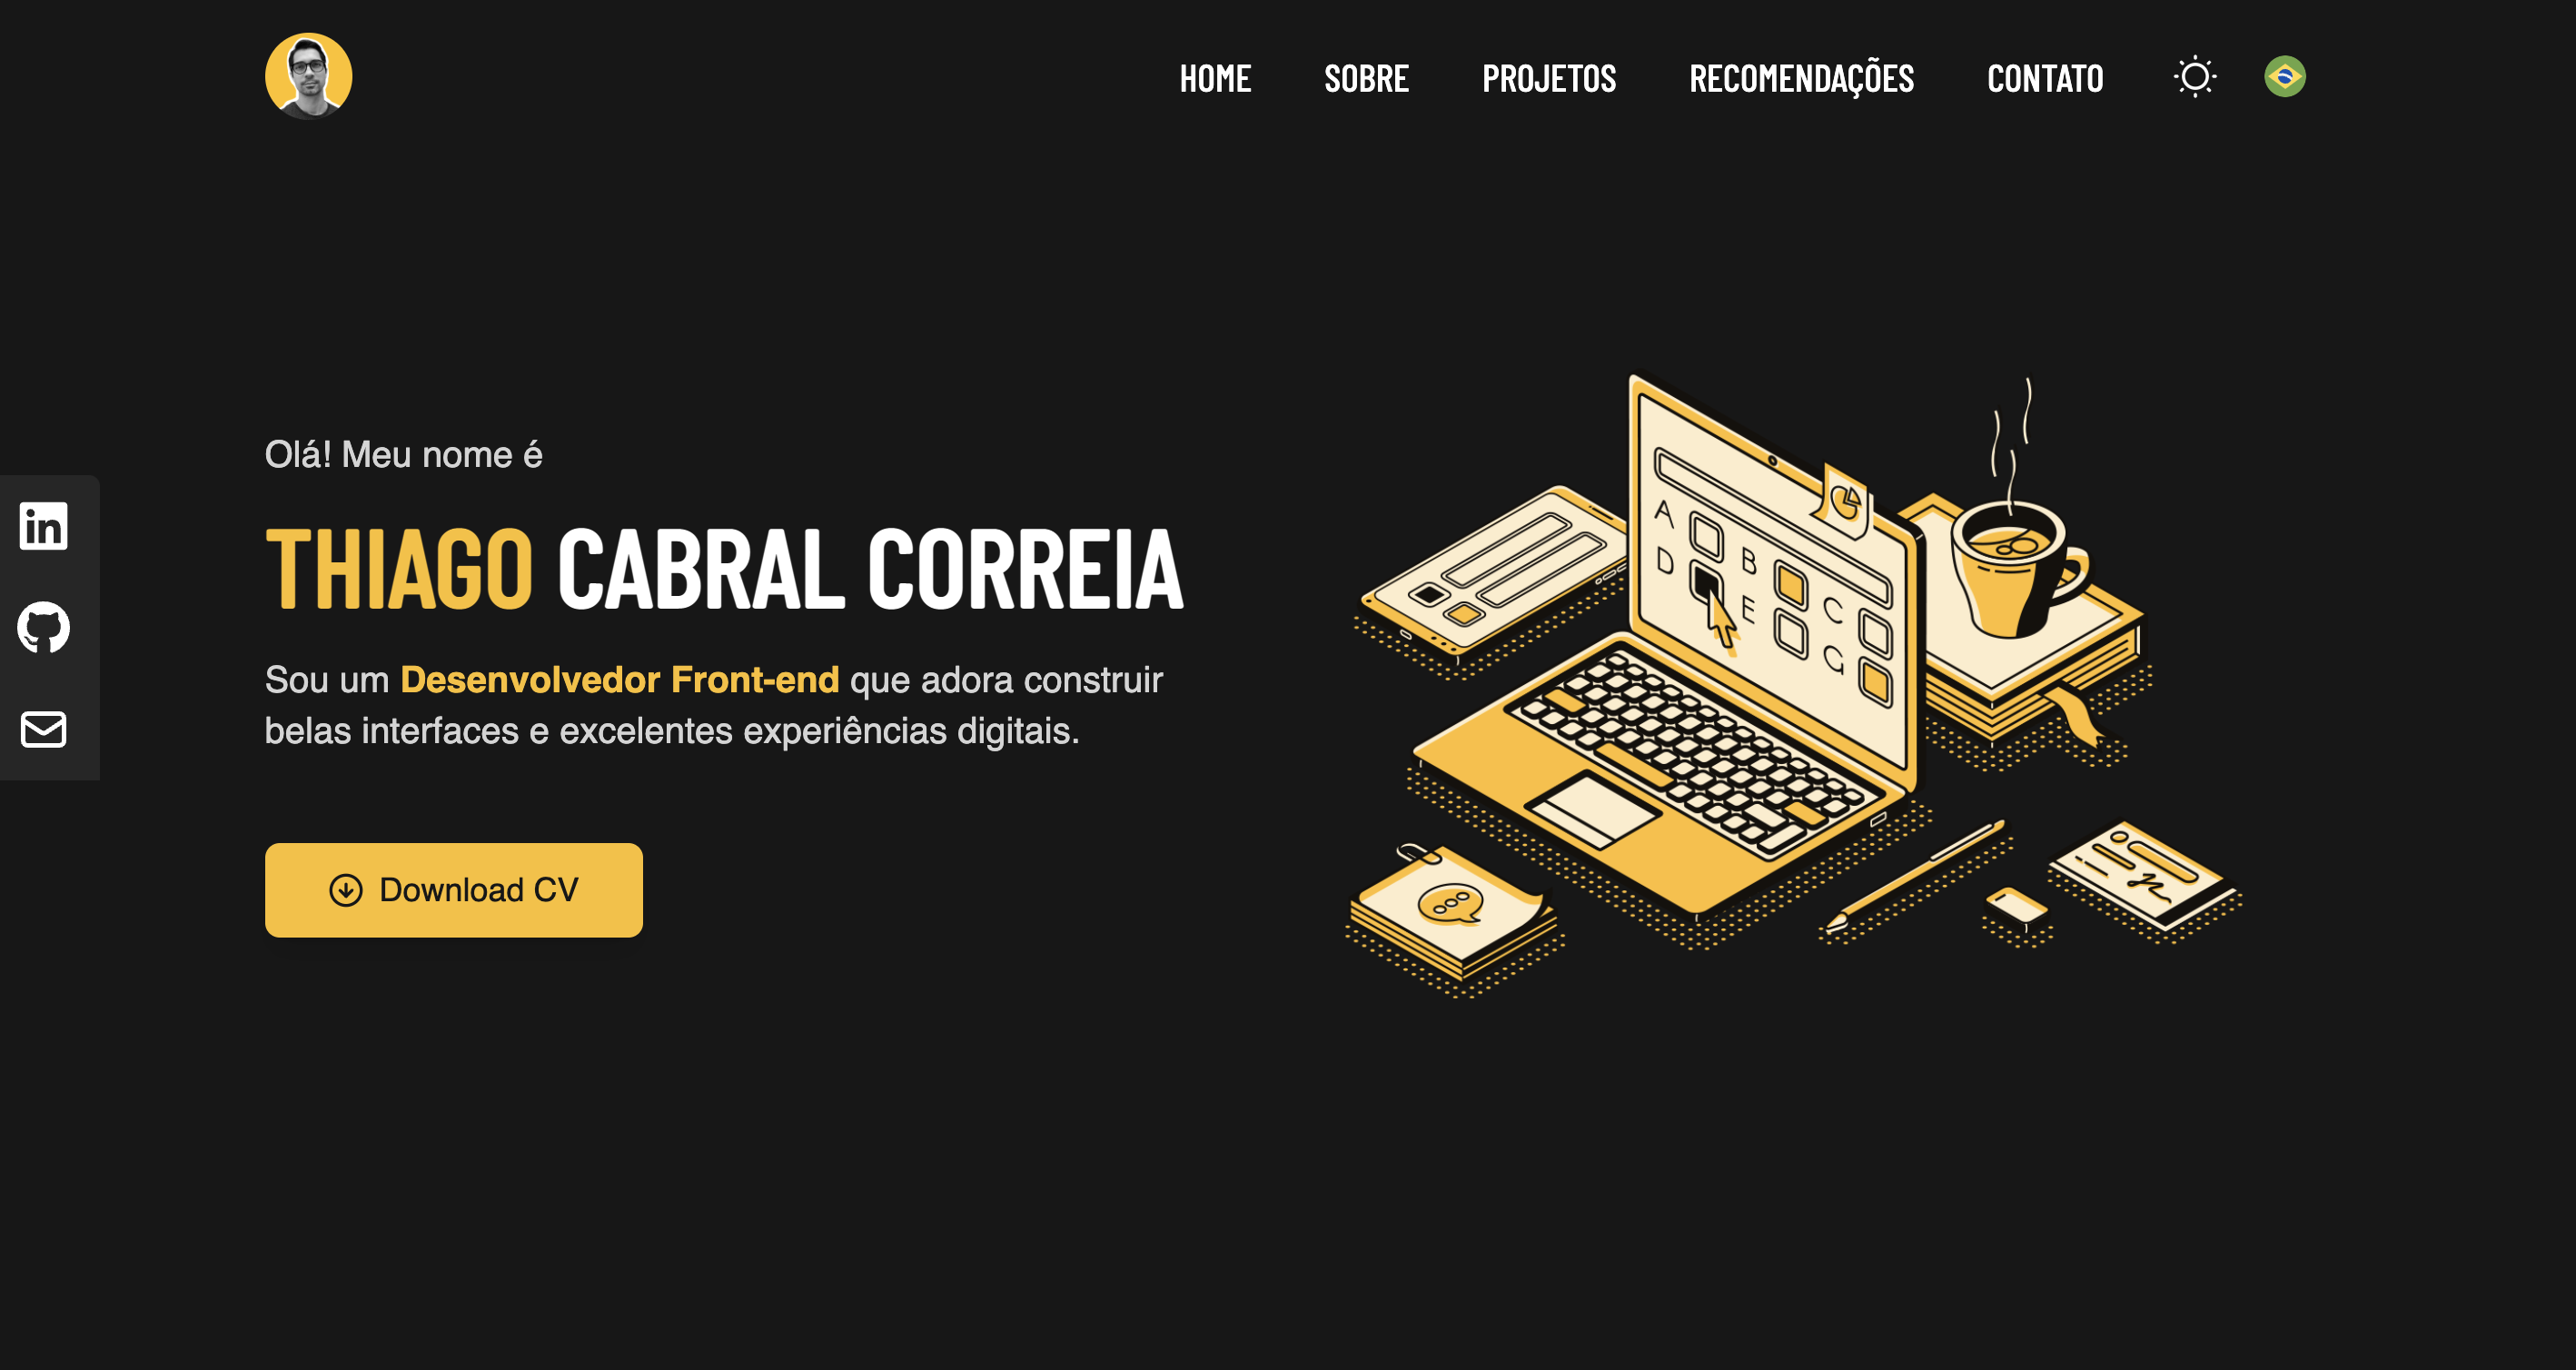 HOME SOBRE PROJETOS RECOMENDAÇÕES CONTATO
Olá! Meu nome é
THIAGO CABRAL CORREIA
Sou um Desenvolvedor Front-end que adora construir
belas interfaces e excelentes experiências digitais.
Download CV
in
A
B
C
D
E
G